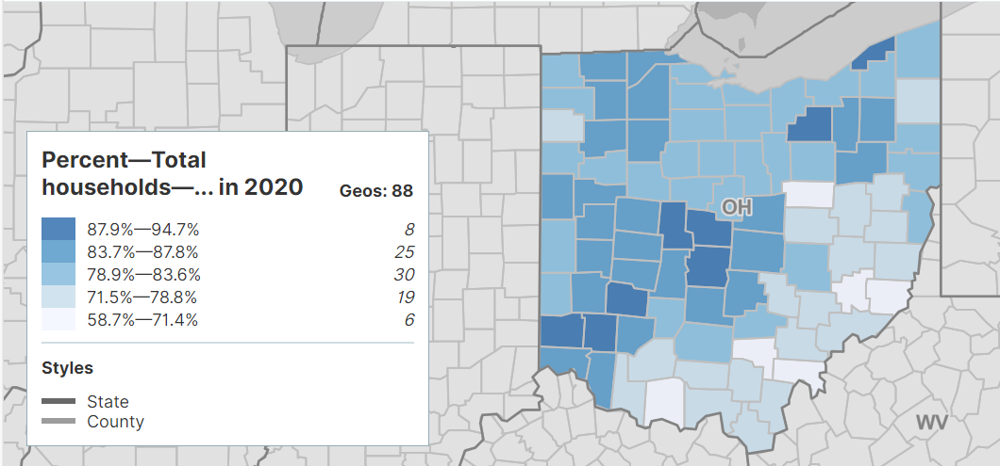 Percent—Total
households—... in 2020
Geos: 88
87.9%—94.7% 8
83.7%—87.8% 25
78.9%—83.6% 30
71.5%—78.8% 19
58.7%—71.4% 6
Styles
State
County
OH
WV